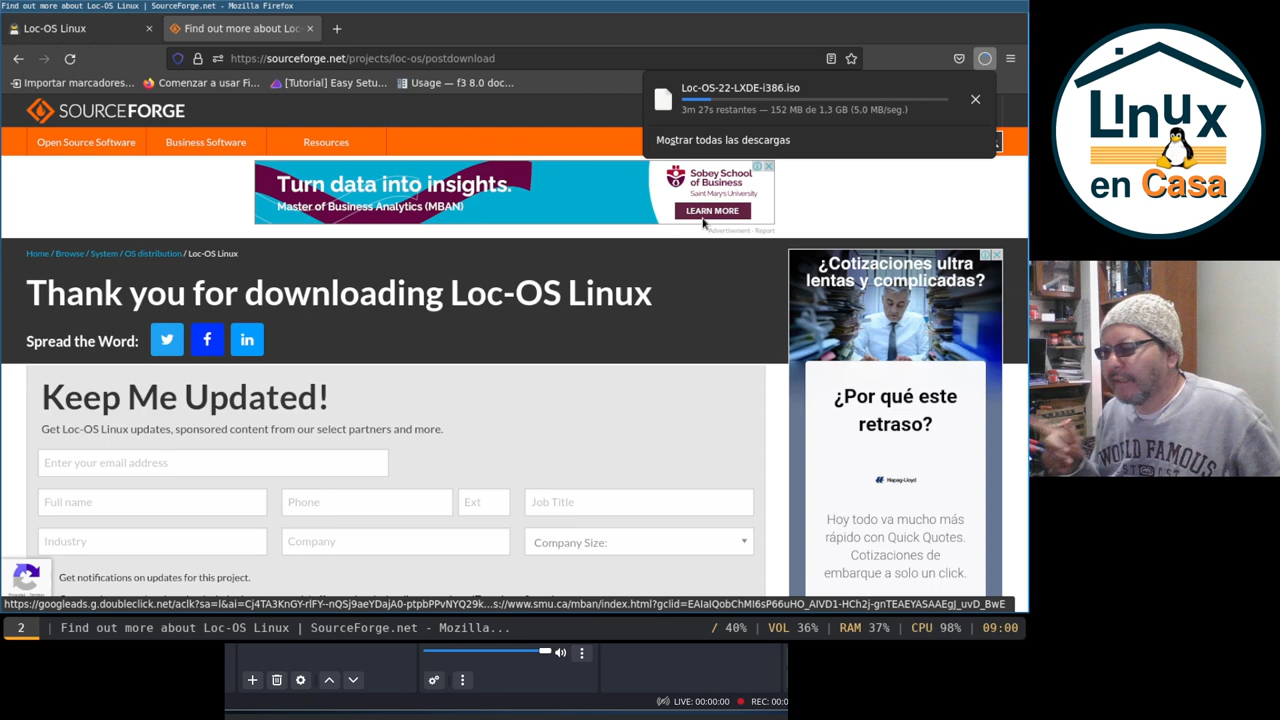 Find out more about Loc-OS Linux | SourceForge.net - Mozilla Firefox
Loc-OS Linux
Find out more about Loc-
https://sourceforge.net/projects/loc-os/postdownload
Importar marcadores...
Comenzar a usar Fi...
[Tutorial] Easy Setu...
Usage — f3 8.0 doc...
Loc-OS-22-LXDE-i386.iso
3m 27s restantes — 152 MB de 1,3 GB (5,0 MB/seg.)
Mostrar todas las descargas
SOURCEFORGE
Open Source Software
Business Software
Resources
Turn data into insights.
Master of Business Analytics (MBAN)
Sobey School
of Business
Saint Mary's University
LEARN MORE
Advertisement - Report
Home / Browse / System / OS distribution / Loc-OS Linux
Thank you for downloading Loc-OS Linux
Spread the Word:
Keep Me Updated!
Get Loc-OS Linux updates, sponsored content from our select partners and more.
Enter your email address
Full name
Phone
Ext
Job Title
Industry
Company
Company Size:
Get notifications on updates for this project.
¿Cotizaciones ultra
lentas y complicadas?
¿Por qué este
retraso?
Hapag-Lloyd
Hoy todo va mucho más
rápido con Quick Quotes.
Cotizaciones de
embarque a solo un click.
2 | Find out more about Loc-OS Linux | SourceForge.net - Mozilla...
/ 40% | VOL 36% | RAM 37% | CPU 98% | 09:00
LIVE: 00:00:00
REC: 00:0
LInux
en Casa
WORLD FAMOUS